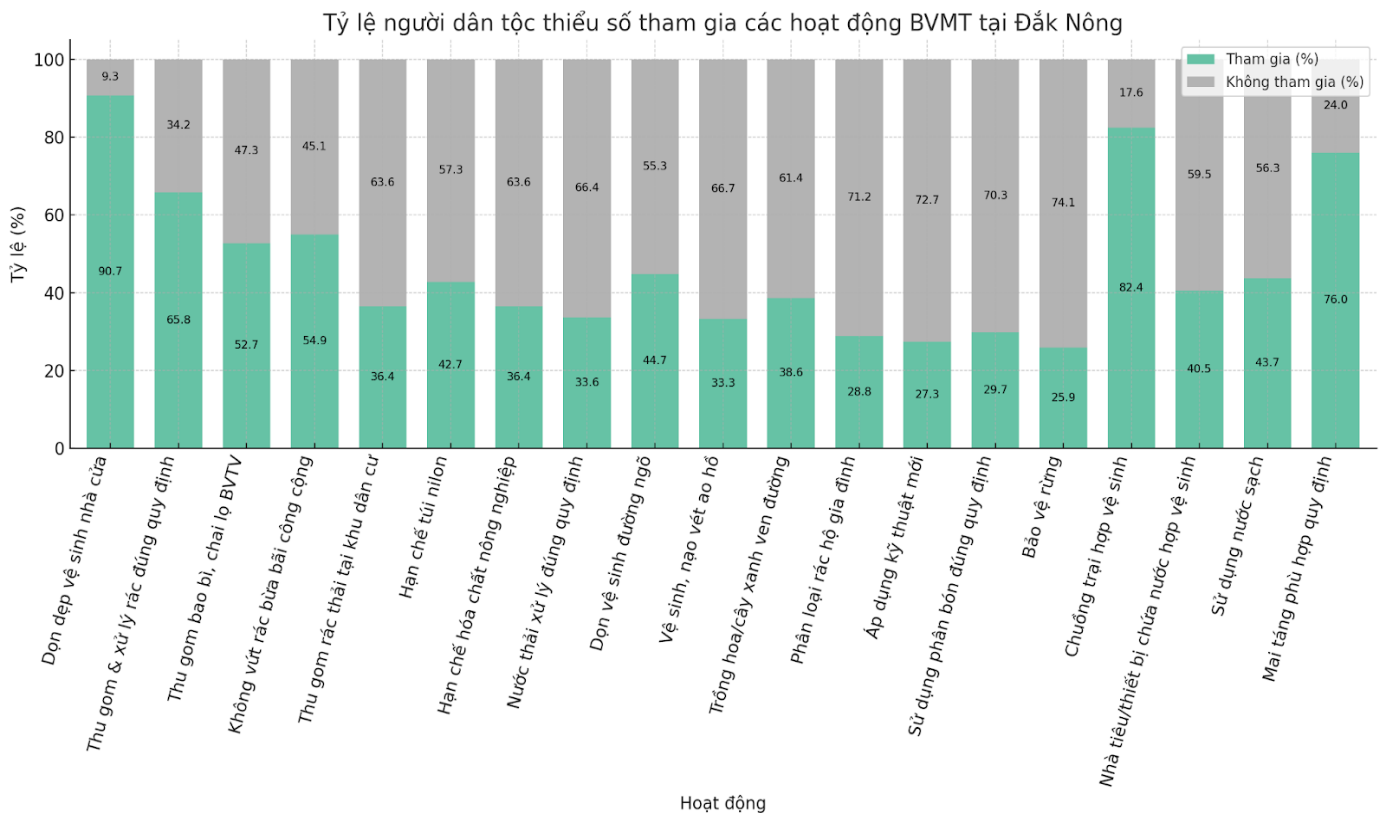 Tỷ lệ người dân tộc thiểu số tham gia các hoạt động BVMT tại Đắk Nông
Tham gia (%)
Không tham gia (%)
Tỷ lệ (%)
100
80
60
40
20
0
9.3
34.2
47.3
45.1
63.6
57.3
63.6
66.4
55.3
66.7
61.4
71.2
72.7
70.3
74.1
17.6
59.5
56.3
24.0
90.7
65.8
52.7
54.9
36.4
42.7
36.4
33.6
44.7
33.3
38.6
28.8
27.3
29.7
25.9
82.4
40.5
43.7
76.0
Dọn dẹp vệ sinh nhà cửa
Thu gom & xử lý rác đúng quy định
Thu gom bao bì, chai lọ BVTV
Không vứt rác bừa bãi công cộng
Thu gom rác thải tại khu dân cư
Hạn chế túi nilon
Hạn chế hóa chất nông nghiệp
Nước thải xử lý đúng quy định
Dọn vệ sinh đường ngõ
Vệ sinh, nạo vét ao hồ
Trồng hoa/cây xanh ven đường
Phân loại rác hộ gia đình
Áp dụng kỹ thuật mới
Sử dụng phân bón đúng quy định
Bảo vệ rừng
Chuồng trại hợp vệ sinh
Nhà tiêu/thiết bị chứa nước hợp vệ sinh
Sử dụng nước sạch
Mai táng phù hợp quy định
Hoạt động